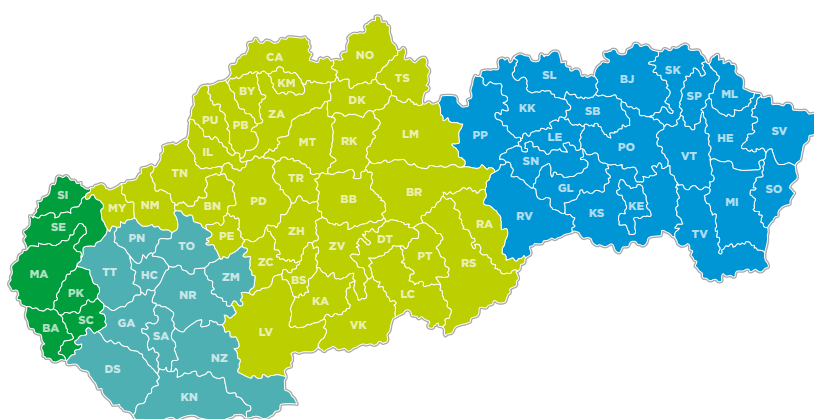 CA
NO
TS
KM
BY
DK
PU
PB
ZA
MT
RK
LM
IL
TN
TR
BR
MY
NM
BN
PD
BB
PE
ZH
ZV
DT
RA
PT
RS
ZC
BS
KA
LC
LV
VK
SL
BJ
SK
SP
ML
KK
SB
PP
LE
PO
HE
SV
SN
VT
GL
SO
RV
KS
KE
MI
TV
SI
SE
MA
PK
BA
SC
PN
TO
TT
HC
ZM
NR
GA
SA
NZ
DS
KN